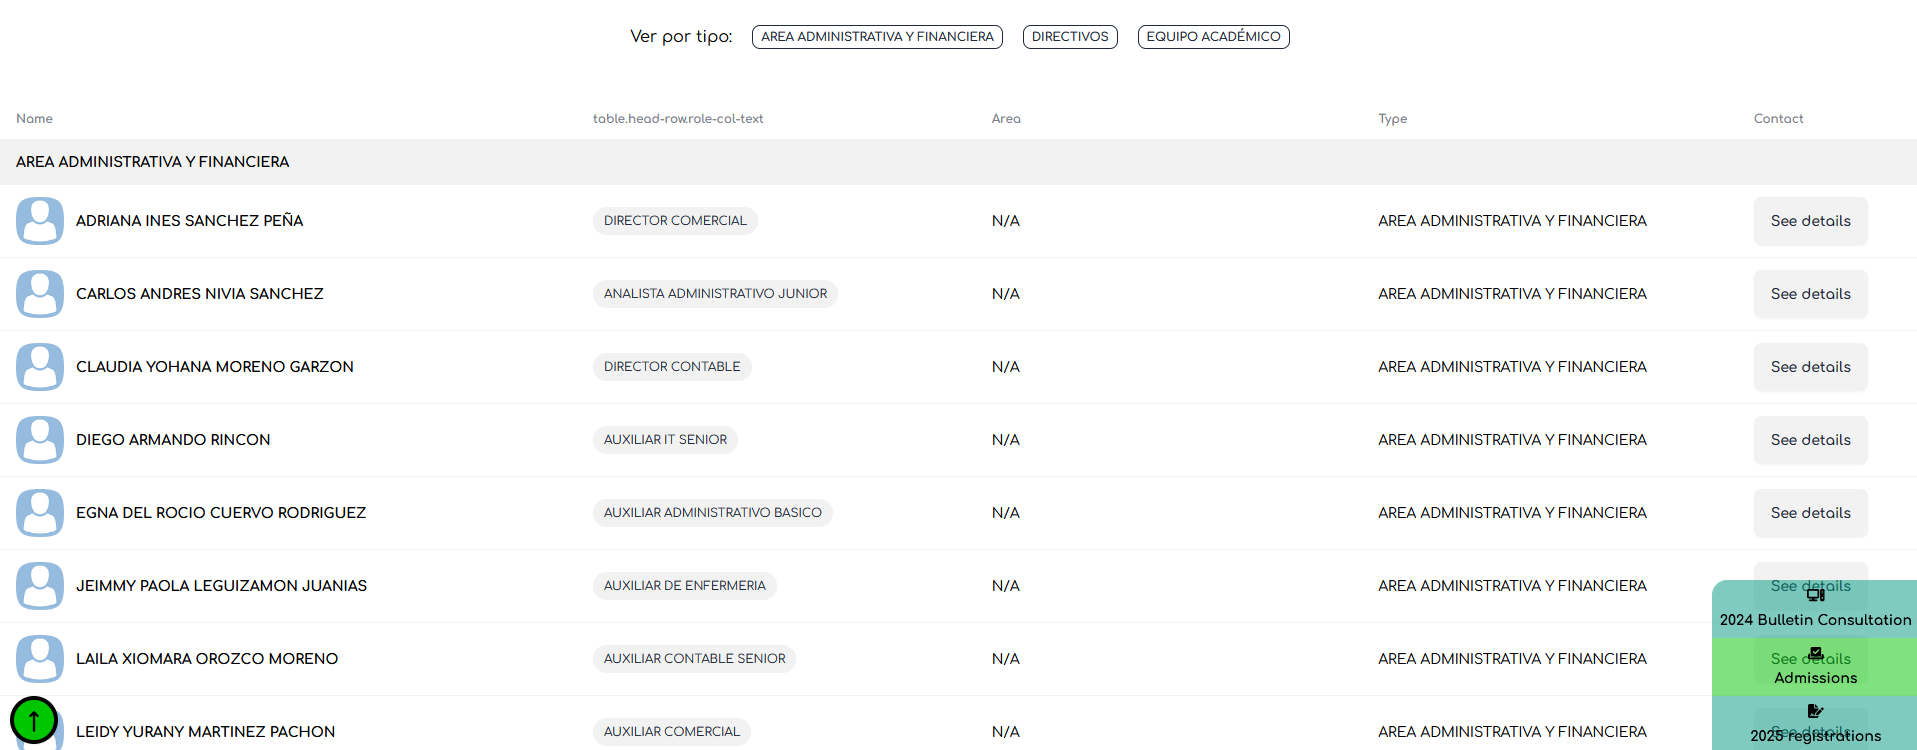 Ver por tipo: AREA ADMINISTRATIVA Y FINANCIERA DIRECTIVOS EQUIPO ACADÉMICO
Name table.head-row.role-col-text Area Type Contact
AREA ADMINISTRATIVA Y FINANCIERA
ADRIANA INES SANCHEZ PEÑA DIRECTOR COMERCIAL N/A AREA ADMINISTRATIVA Y FINANCIERA See details
CARLOS ANDRES NIVIA SANCHEZ ANALISTA ADMINISTRATIVO JUNIOR N/A AREA ADMINISTRATIVA Y FINANCIERA See details
CLAUDIA YOHANA MORENO GARZON DIRECTOR CONTABLE N/A AREA ADMINISTRATIVA Y FINANCIERA See details
DIEGO ARMANDO RINCON AUXILIAR IT SENIOR N/A AREA ADMINISTRATIVA Y FINANCIERA See details
EGNA DEL ROCIO CUERVO RODRIGUEZ AUXILIAR ADMINISTRATIVO BASICO N/A AREA ADMINISTRATIVA Y FINANCIERA See details
JEIMMY PAOLA LEGUIZAMON JUANIAS AUXILIAR DE ENFERMERIA N/A AREA ADMINISTRATIVA Y FINANCIERA See details
2024 Bulletin Consultation
LAILA XIOMARA OROZCO MORENO AUXILIAR CONTABLE SENIOR N/A AREA ADMINISTRATIVA Y FINANCIERA See details
Admissions
LEIDY YURANY MARTINEZ PACHON AUXILIAR COMERCIAL N/A AREA ADMINISTRATIVA Y FINANCIERA See details
2025 registrations